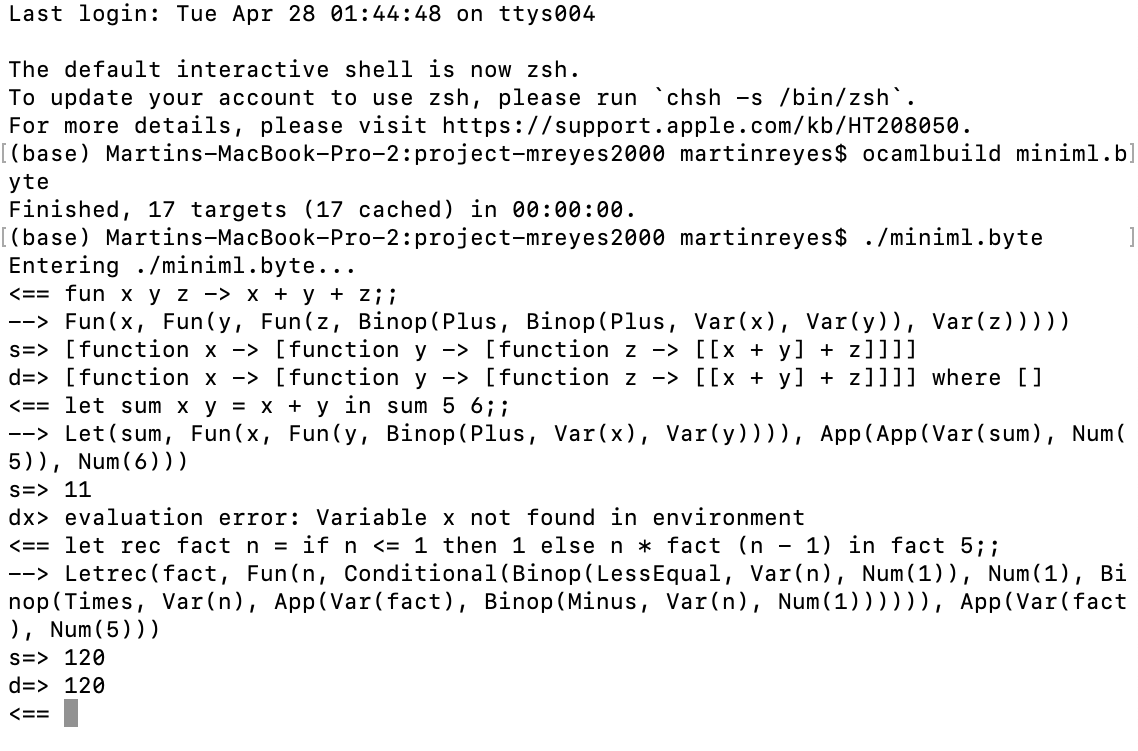 Last login: Tue Apr 28 01:44:48 on ttys004
The default interactive shell is now zsh.
To update your account to use zsh, please run `chsh -s /bin/zsh`.
For more details, please visit https://support.apple.com/kb/HT208050.
[(base) Martins-MacBook-Pro-2:project-mreyes2000 martinreyes$ ocamlbuild miniml.b]
yte
Finished, 17 targets (17 cached) in 00:00:00.
[(base) Martins-MacBook-Pro-2:project-mreyes2000 martinreyes$ ./miniml.byte ]
Entering ./miniml.byte...
<== fun x y z -> x + y + z;;
--> Fun(x, Fun(y, Fun(z, Binop(Plus, Binop(Plus, Var(x), Var(y)), Var(z)))))
s=> [function x -> [function y -> [function z -> [[x + y] + z]]]]
d=> [function x -> [function y -> [function z -> [[x + y] + z]]]] where []
<== let sum x y = x + y in sum 5 6;;
--> Let(sum, Fun(x, Fun(y, Binop(Plus, Var(x), Var(y)))), App(App(Var(sum), Num(
5)), Num(6)))
s=> 11
dx> evaluation error: Variable x not found in environment
<== let rec fact n = if n <= 1 then 1 else n * fact (n - 1) in fact 5;;
--> Letrec(fact, Fun(n, Conditional(Binop(LessEqual, Var(n), Num(1)), Num(1), Bi
nop(Times, Var(n), App(Var(fact), Binop(Minus, Var(n), Num(1)))))), App(Var(fact
), Num(5)))
s=> 120
d=> 120
<==